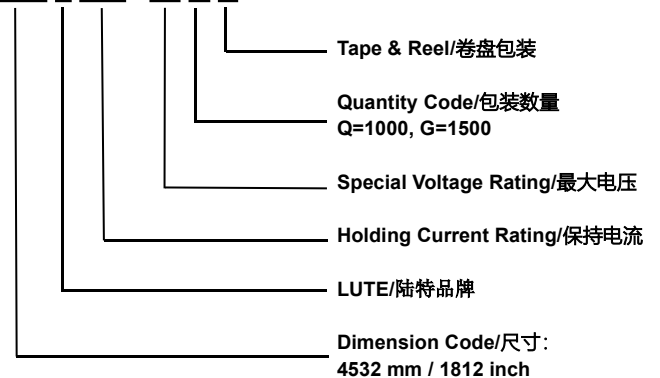 Tape & Reel/卷盘包装
Quantity Code/包装数量
Q=1000, G=1500
Special Voltage Rating/最大电压
Holding Current Rating/保持电流
LUTE/陆特品牌
Dimension Code/尺寸：
4532 mm / 1812 inch